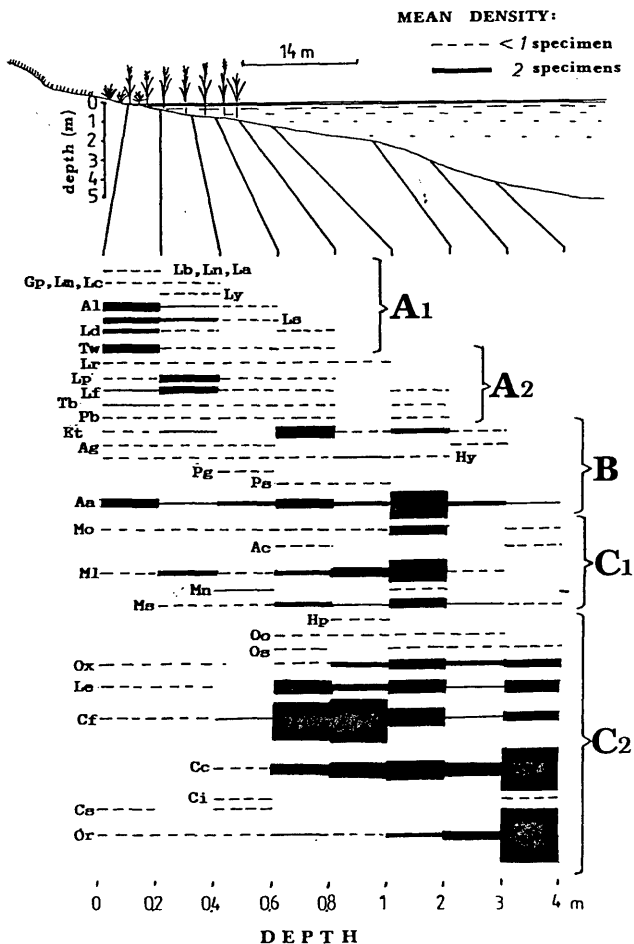 MEAN DENSITY:
< 1 specimen
2 specimens
14 m
depth (m)
0
1
2
3
4
5
Lb, Ln, La
Gp, Lm, Lc
Ly
Al
Ls
Ld
Tw
A1
Lr
Lp
Lf
Tb
Pb
A2
Et
Ag
Hy
Pg
Ps
Aa
B
Mo
Ac
Ml
Mn
Ms
C1
Hp
Oo
Os
Ox
Le
Cf
Cc
Ci
Cs
Or
C2
0 0,2 0,4 0,6 0,8 1 2 3 4 m
DEPTH